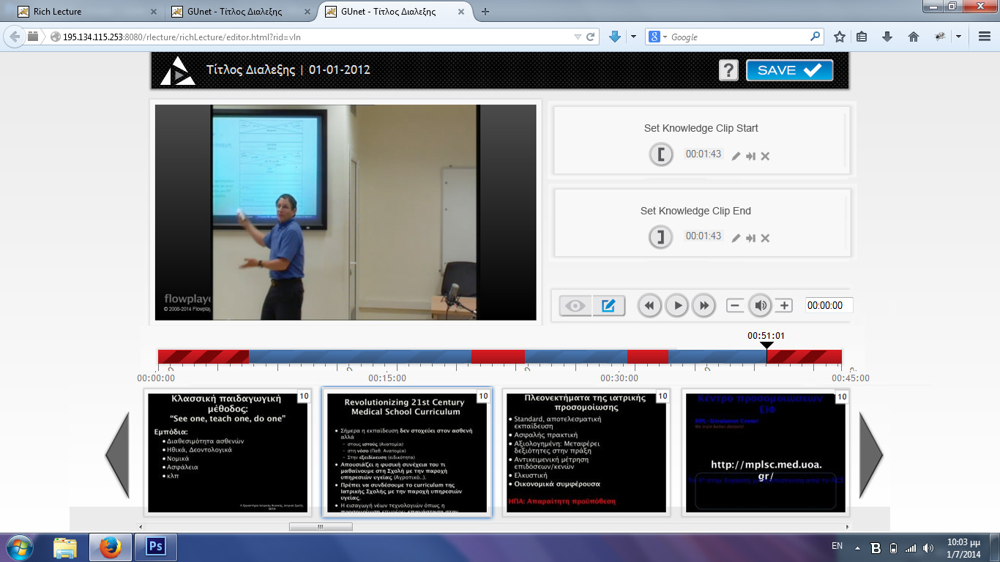 Rich Lecture
GUnet - Τίτλος Διαλεξης
GUnet - Τίτλος Διαλεξης
195.134.115.253:8080/rlecture/richLecture/editor.html?rid=vln
Google
Τίτλος Διαλεξης | 01-01-2012
?
SAVE
Set Knowledge Clip Start
00:01:43
Set Knowledge Clip End
00:01:43
flowplaye
© 2008-2014 Flowplay
00:00:00
00:51:01
00:00:00
00:15:00
00:30:00
00:45:00
10
Κλασσική παιδαγωγική
μέθοδος:
“See one, teach one, do one”
Εμπόδια:
• Διαθεσιμότητα ασθενών
• Ηθικά, Δεοντολογικά
• Νομικά
• Ασφάλεια
• κλπ
10
Revolutionizing 21st Century
Medical School Curriculum
• Σήμερα η εκπαίδευση δεν στοχεύει στον ασθενή
αλλά
– στους ιστούς (Ανατομία)
– στη νόσο (Παθ. Ανατομία)
– Στην εξειδίκευση (ειδικότητα)
• Απουσιάζει η φυσική συνέχεια του τι
μαθαίνουμε στη Σχολή με την παροχή
υπηρεσιών υγείας (Αγροτικό..).
• Πρέπει να συνδέσουμε το curriculum της
Ιατρικής Σχολής με την παροχή υπηρεσιών
υγείας.
• Η εισαγωγή νέων τεχνολογιών όπως η
προσομοίωση επιφέρει επανάσταση στην
10
Πλεονεκτήματα της ιατρικής
προσομοίωσης
• Standard, αποτελεσματική
εκπαίδευση
• Ασφαλής πρακτική
• Αξιολογημένη: Μεταφέρει
δεξιότητες στην πράξη
• Αντικειμενική μέτρηση
επιδόσεων/κενών
• Ελκυστική
• Οικονομικά συμφέρουσα
ΗΠΑ: Απαραίτητη προϋπόθεση
10
Κέντρο προσομοιώσεων
ΕΙΦ
MPL- Simulation Center
We train better doctors!
http://mplsc.med.uoa.
gr/
EN
10:03 μμ
1/7/2014